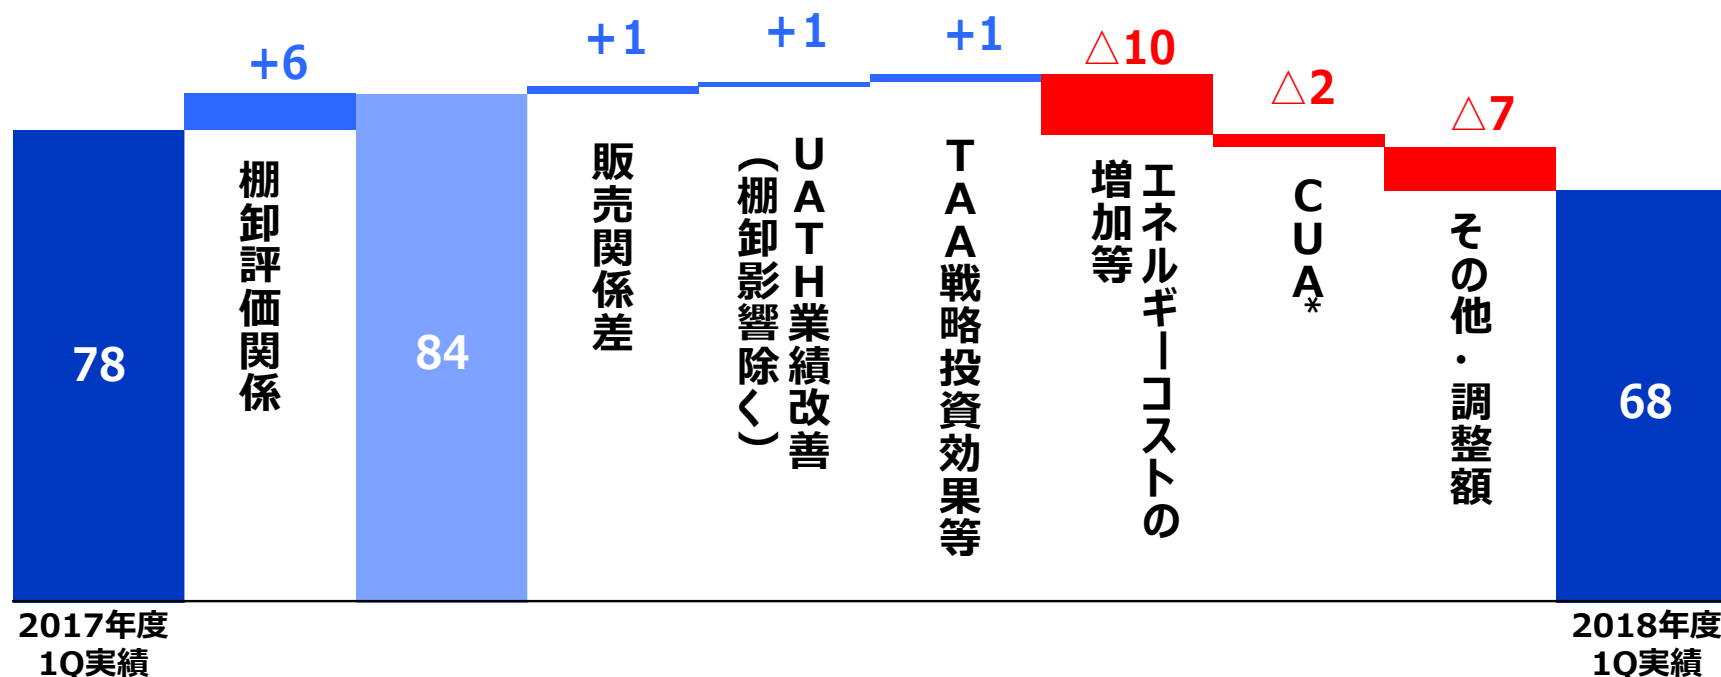 +6
+1
+1
+1
△10
△2
△7
78
棚卸評価関係
84
販売関係差
UATH業績改善
（棚卸影響除く）
TAA戦略投資効果等
エネルギーコストの
増加等
CUA*
その他・調整額
68
2017年度
1Q実績
2018年度
1Q実績